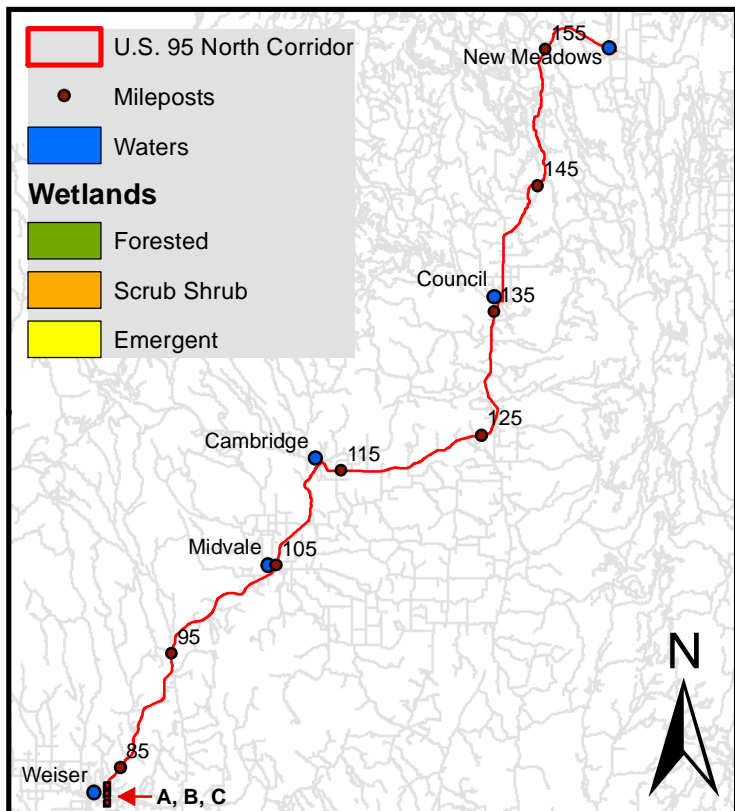 U.S. 95 North Corridor
Mileposts
Waters
Wetlands
Forested
Scrub Shrub
Emergent
155
New Meadows
145
Council
135
125
Cambridge
115
Midvale
105
95
N
85
Weiser
A, B, C